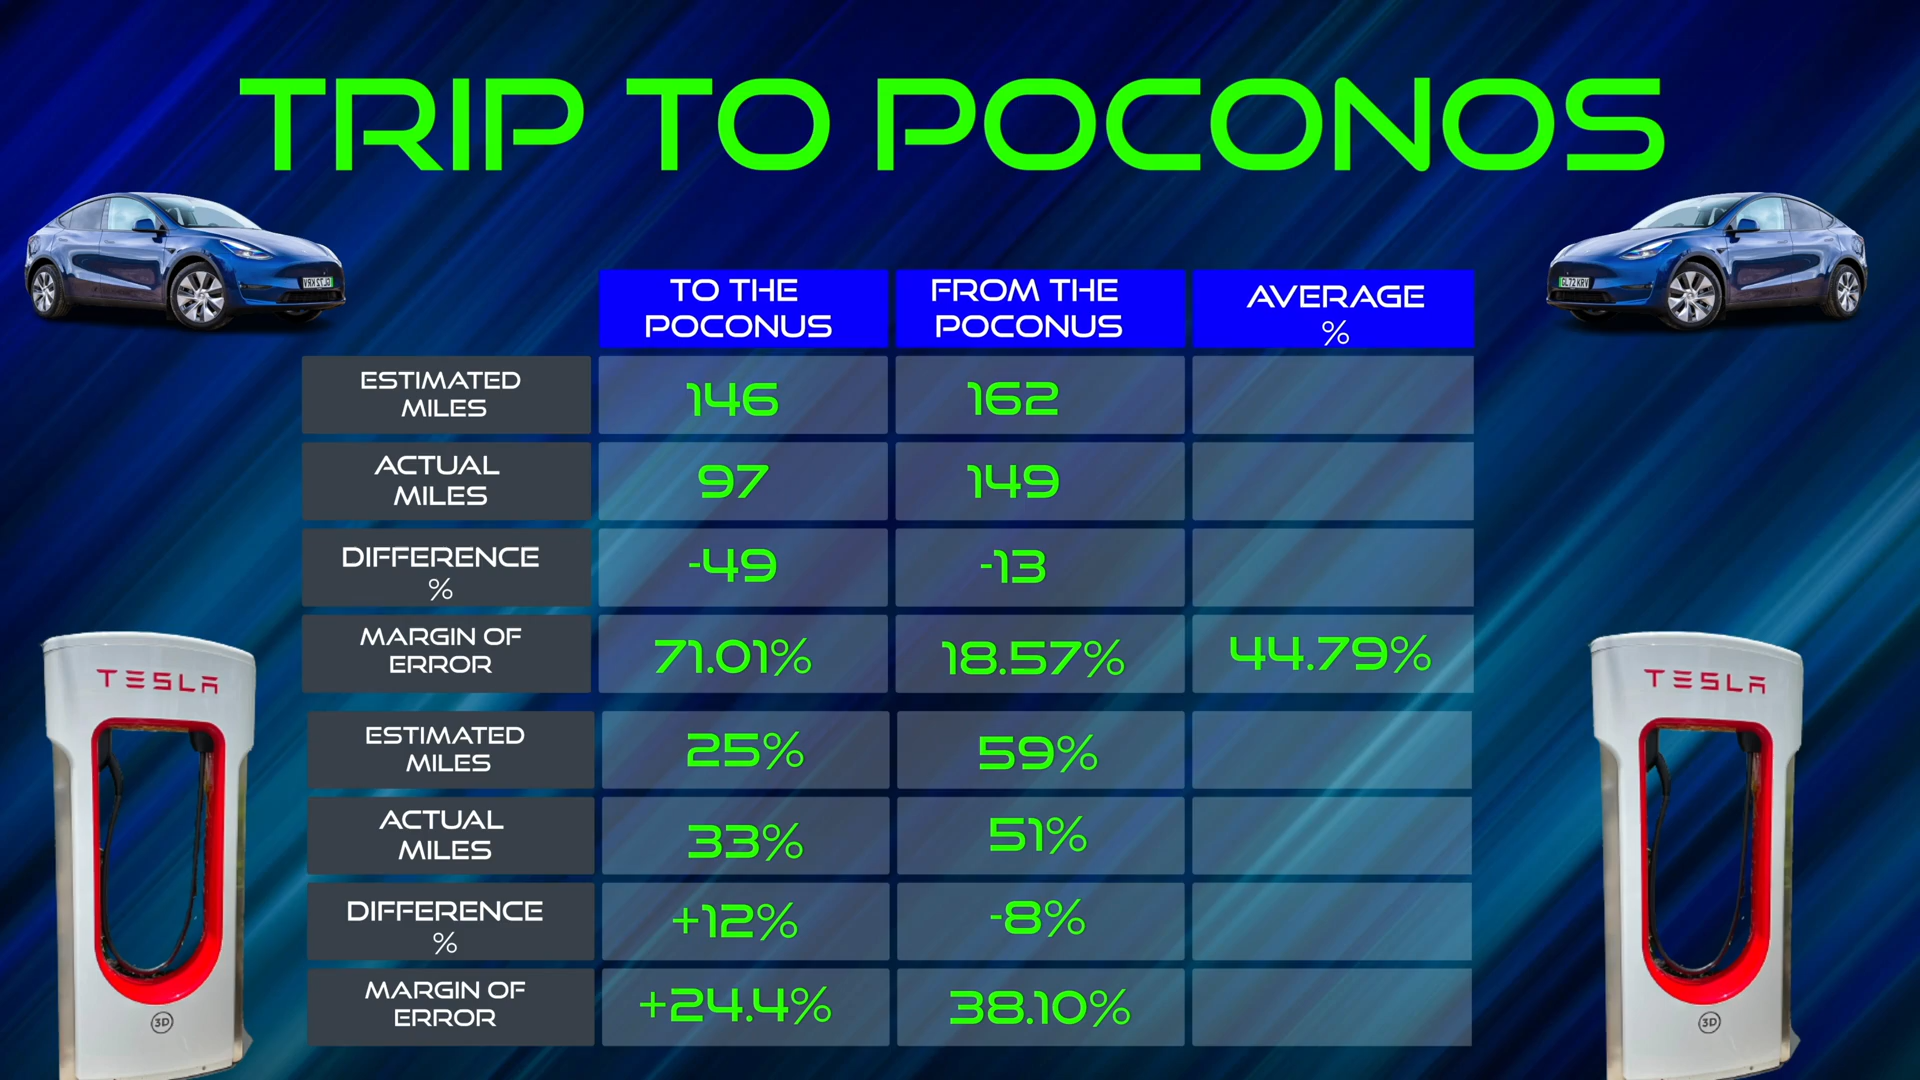 TRIP TO POCONOS
TO THE
POCONUS
FROM THE
POCONUS
AVERAGE
%
ESTIMATED
MILES
146
162
ACTUAL
MILES
97
149
DIFFERENCE
%
-49
-13
MARGIN OF
ERROR
71.01%
18.57%
44.79%
ESTIMATED
MILES
25%
59%
ACTUAL
MILES
33%
51%
DIFFERENCE
%
+12%
-8%
MARGIN OF
ERROR
+24.4%
38.10%
TESLA
3D
TESLA
3D